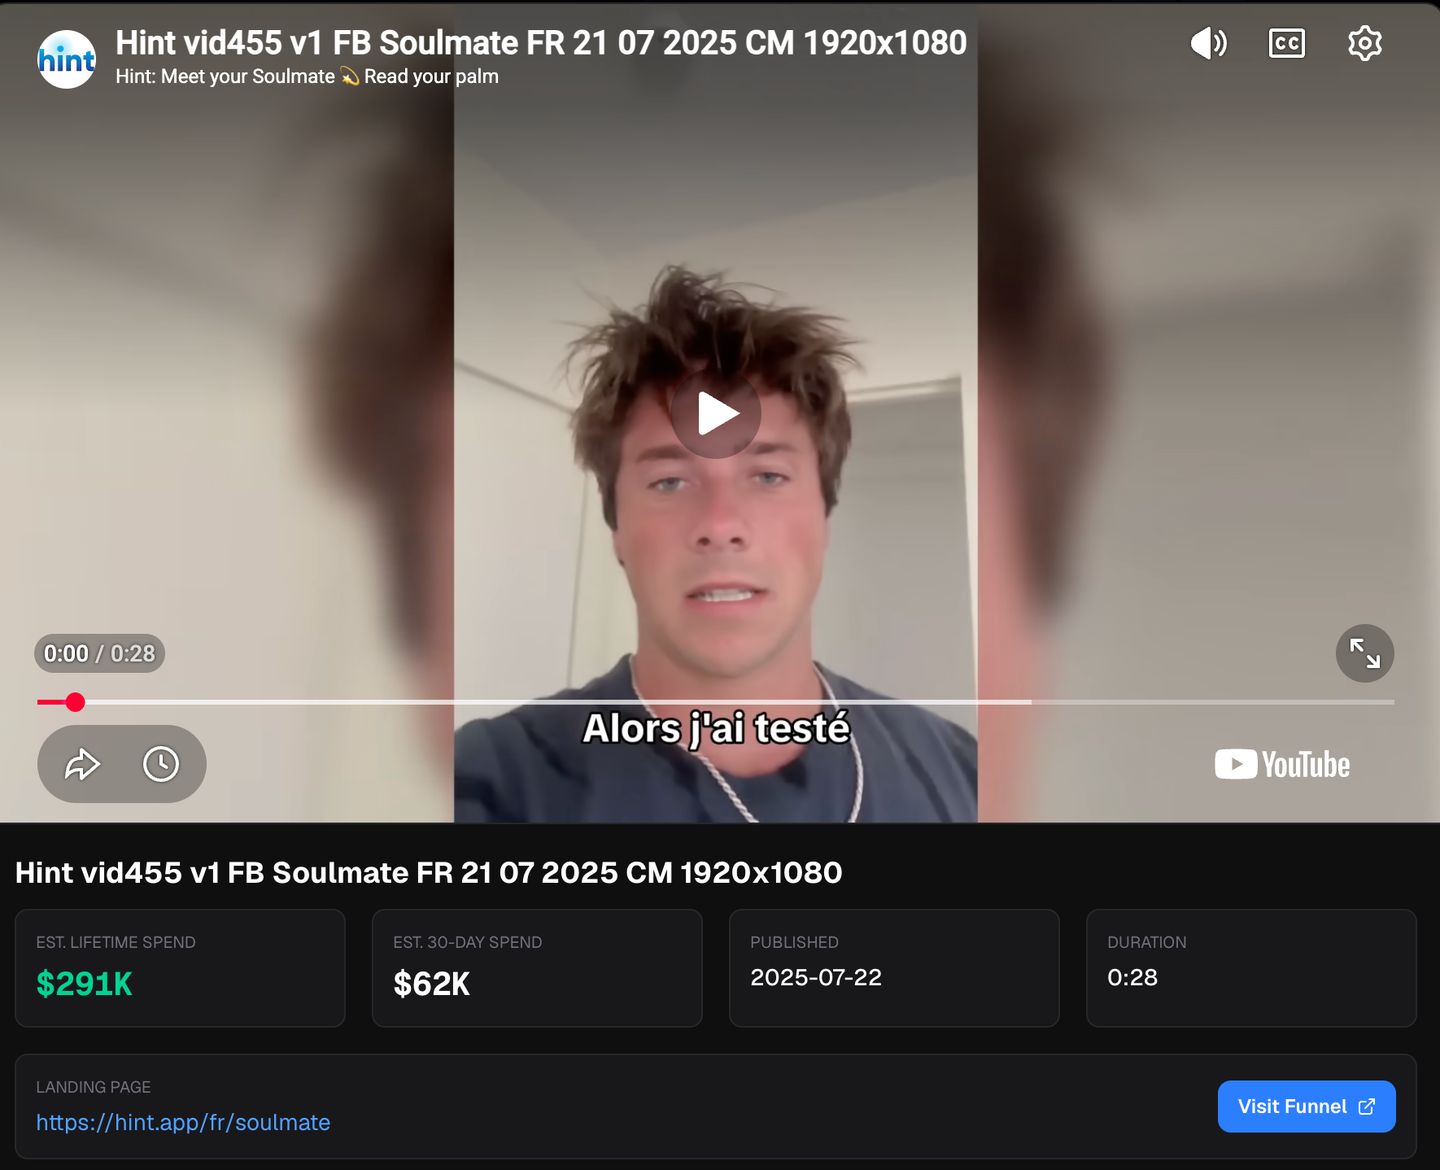 hint
Hint vid455 v1 FB Soulmate FR 21 07 2025 CM 1920x1080
Hint: Meet your Soulmate 💫 Read your palm
CC
0:00 / 0:28
Alors j'ai testé
YouTube
Hint vid455 v1 FB Soulmate FR 21 07 2025 CM 1920x1080
EST. LIFETIME SPEND
$291K
EST. 30-DAY SPEND
$62K
PUBLISHED
2025-07-22
DURATION
0:28
LANDING PAGE
https://hint.app/fr/soulmate
Visit Funnel